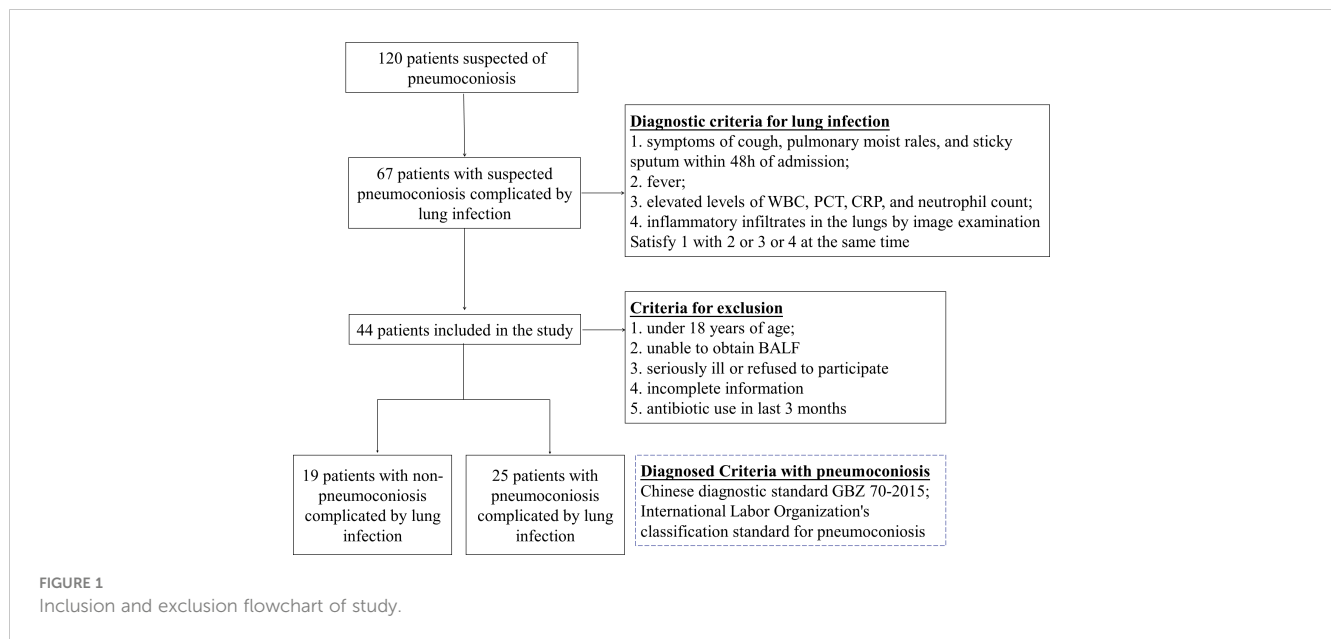 120 patients suspected of
pneumoconiosis
Diagnostic criteria for lung infection
1. symptoms of cough, pulmonary moist rales, and sticky
sputum within 48h of admission;
2. fever;
3. elevated levels of WBC, PCT, CRP, and neutrophil count;
4. inflammatory infiltrates in the lungs by image examination
Satisfy 1 with 2 or 3 or 4 at the same time
67 patients with suspected
pneumoconiosis complicated by
lung infection
44 patients included in the study
Criteria for exclusion
1. under 18 years of age;
2. unable to obtain BALF
3. seriously ill or refused to participate
4. incomplete information
5. antibiotic use in last 3 months
19 patients with non-
pneumoconiosis
complicated by lung
infection
25 patients with
pneumoconiosis
complicated by lung
infection
Diagnosed Criteria with pneumoconiosis
Chinese diagnostic standard GBZ 70-2015;
International Labor Organization's
classification standard for pneumoconiosis
FIGURE 1
Inclusion and exclusion flowchart of study.